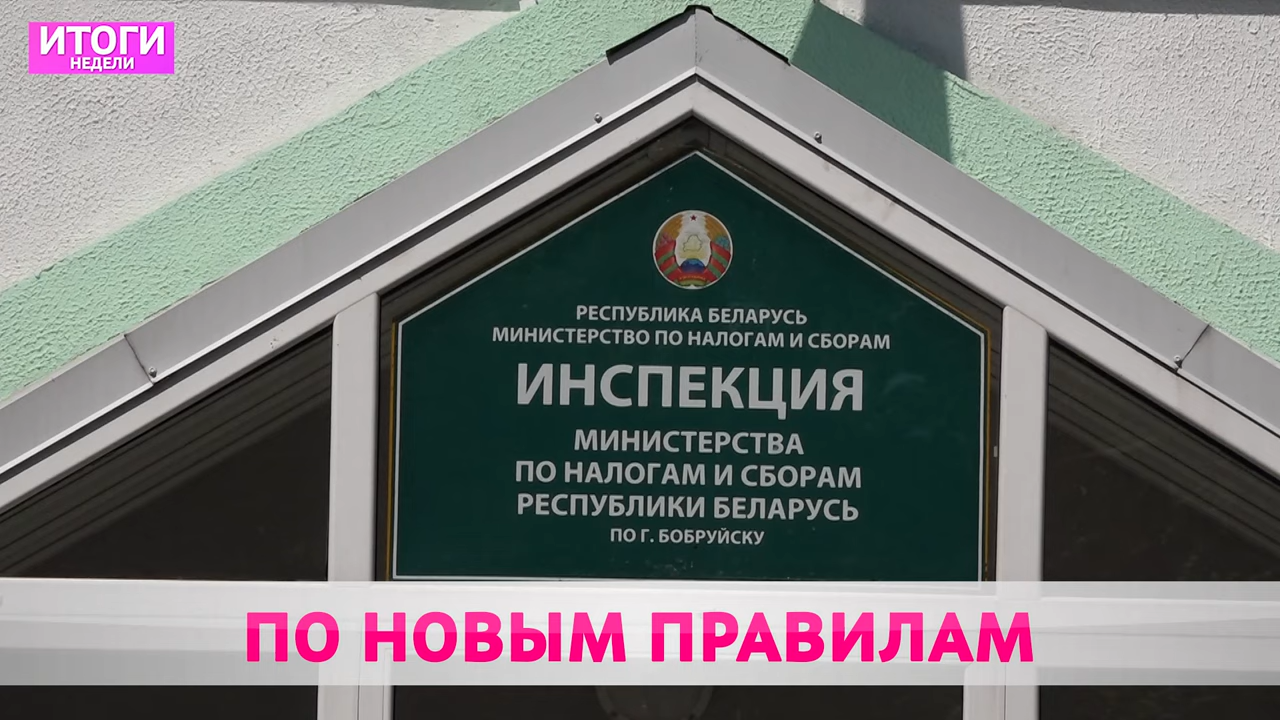 ИТОГИ
НЕДЕЛИ
РЕСПУБЛИКА БЕЛАРУСЬ
МИНИСТЕРСТВО ПО НАЛОГАМ И СБОРАМ
ИНСПЕКЦИЯ
МИНИСТЕРСТВА
ПО НАЛОГАМ И СБОРАМ
РЕСПУБЛИКИ БЕЛАРУСЬ
ПО Г. БОБРУЙСКУ
ПО НОВЫМ ПРАВИЛАМ